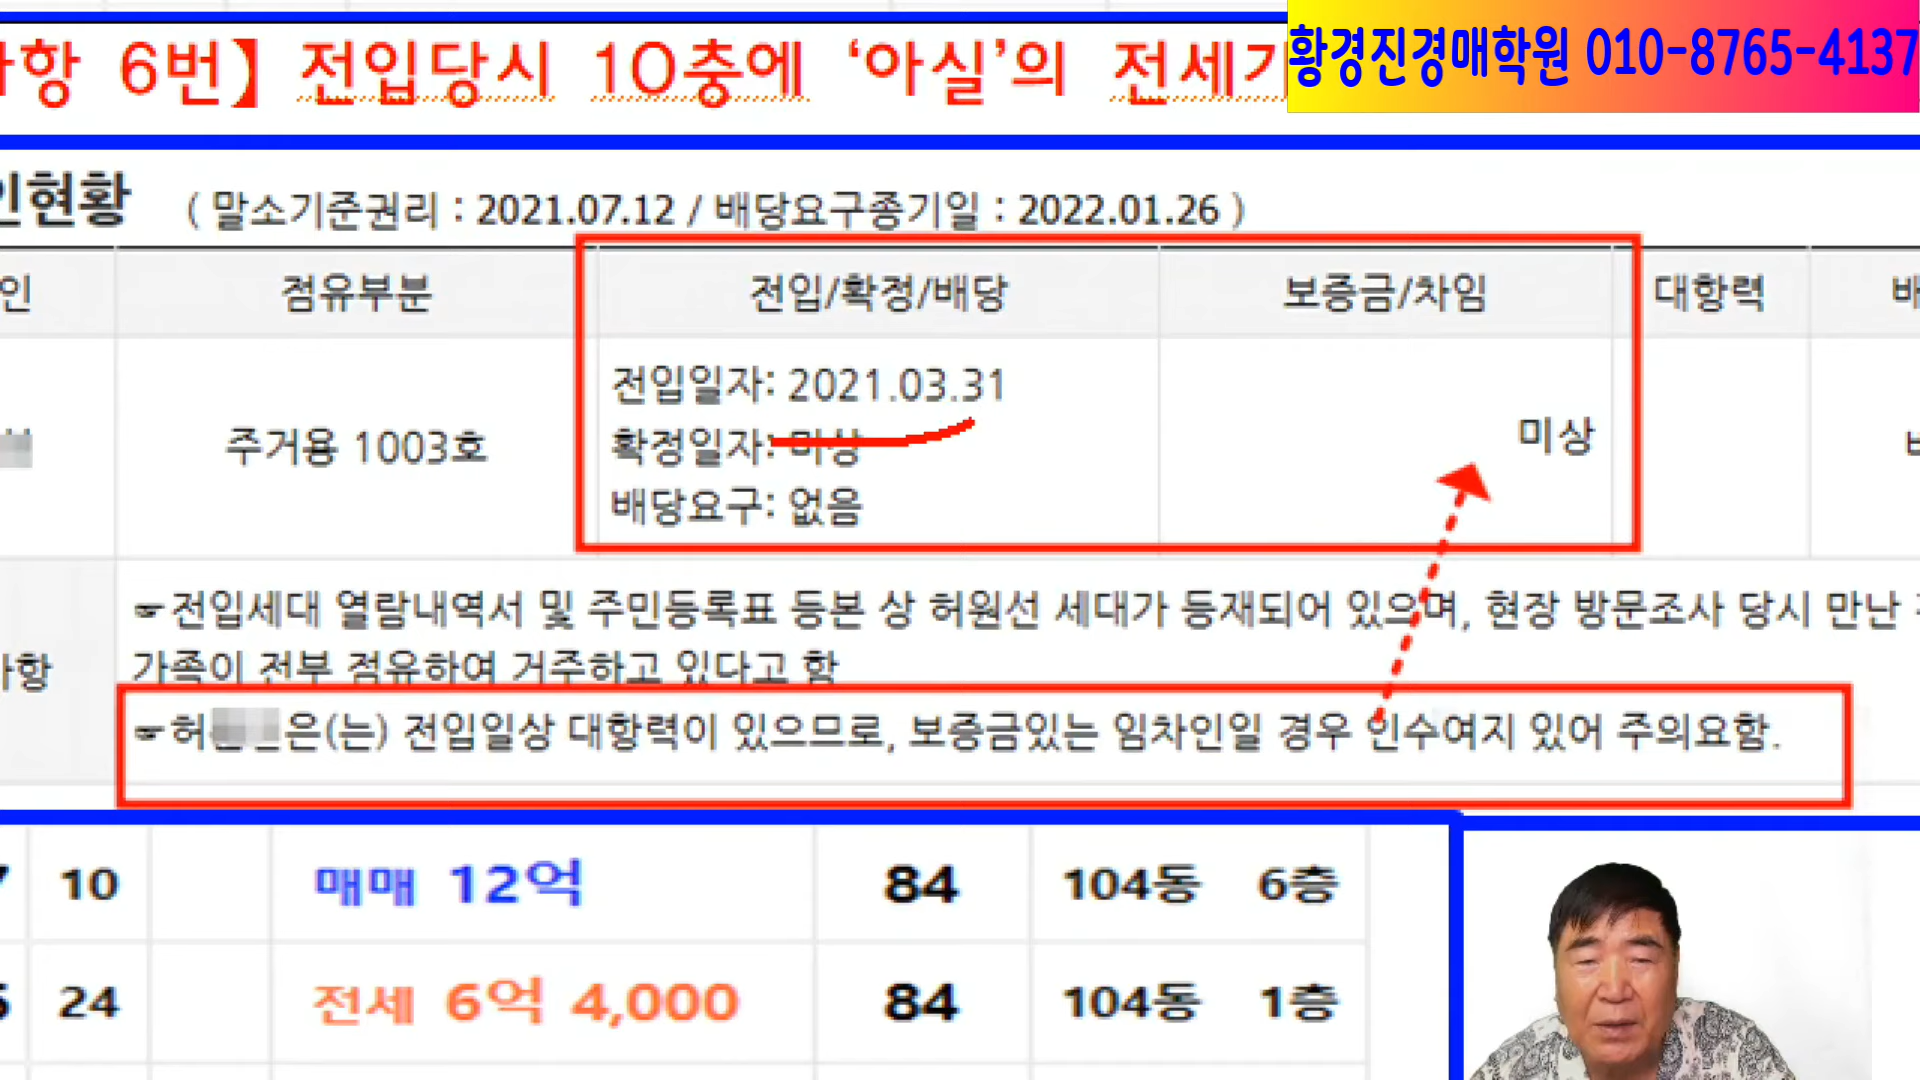 항 6번】 전입당시 10층에 ‘아실’의 전세
황경진경매학원 010-8765-4137
인현황 ( 말소기준권리 : 2021.07.12 / 배당요구종기일 : 2022.01.26 )
인 점유부분 전입/확정/배당 보증금/차임 대항력 배
전입일자: 2021.03.31
주거용 1003호 확정일자: 미상 미상
배당요구: 없음
☞전입세대 열람내역서 및 주민등록표 등본 상 허원선 세대가 등재되어 있으며, 현장 방문조사 당시 만난
가족이 전부 점유하여 거주하고 있다고 함
항
☞허 은(는) 전입일상 대항력이 있으므로, 보증금있는 임차인일 경우 인수여지 있어 주의요함.
10 매매 12억 84 104동 6층
24 전세 6억 4,000 84 104동 1층